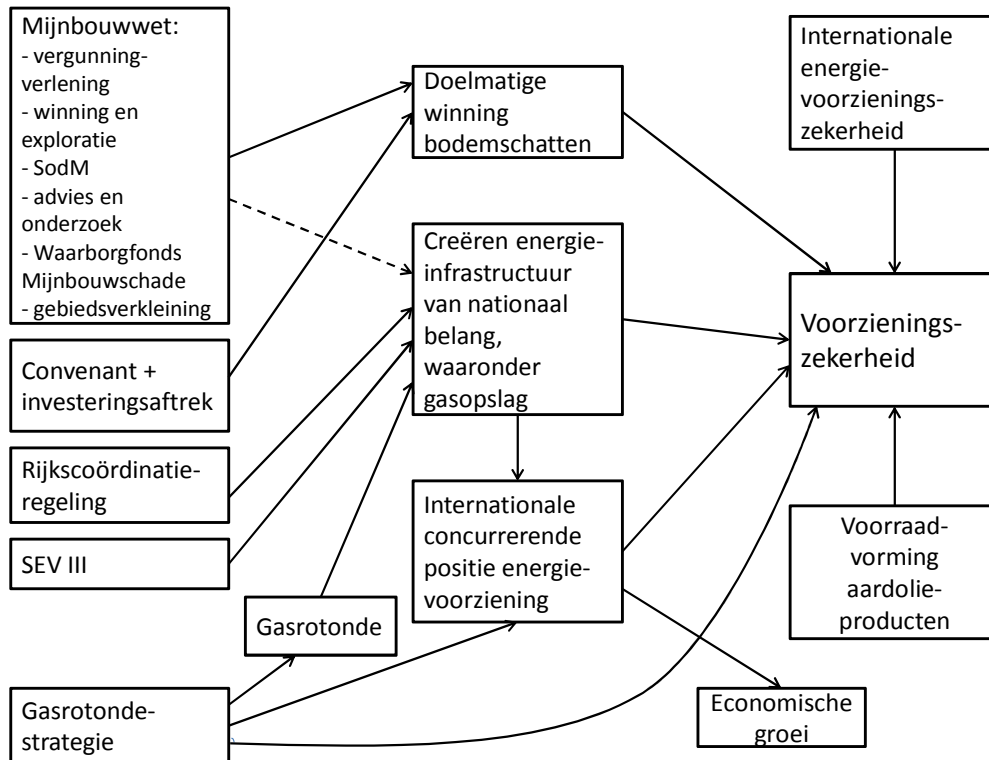 Mijnbouwwet:
- vergunning-
verlening
- winning en
exploratie
- SodM
- advies en
onderzoek
- Waarborgfonds
Mijnbouwschade
- gebiedsverkleining
Convenant +
investeringsaftrek
Rijkscoördinatie-
regeling
SEV III
Gasrotonde
Gasrotonde-
strategie
Doelmatige
winning
bodemschatten
Creëren energie-
infrastructuur
van nationaal
belang,
waaronder
gasopslag
Internationale
concurrerende
positie energie-
voorziening
Internationale
energie-
voorzienings-
zekerheid
Voorzienings-
zekerheid
Voorraad-
vorming
aardolie-
producten
Economische
groei